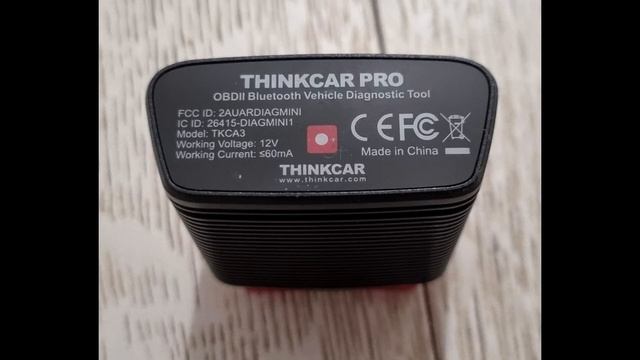 THINKCAR PRO
OBDII Bluetooth Vehicle Diagnostic Tool
FCC ID: 2AUARDIAGMINI
IC ID: 26415-DIAGMINI1
Model: TKCA3
Working Voltage: 12V
Working Current: ≤60mA
CE FC
Made in China
THINKCAR
www.thinkcar.com